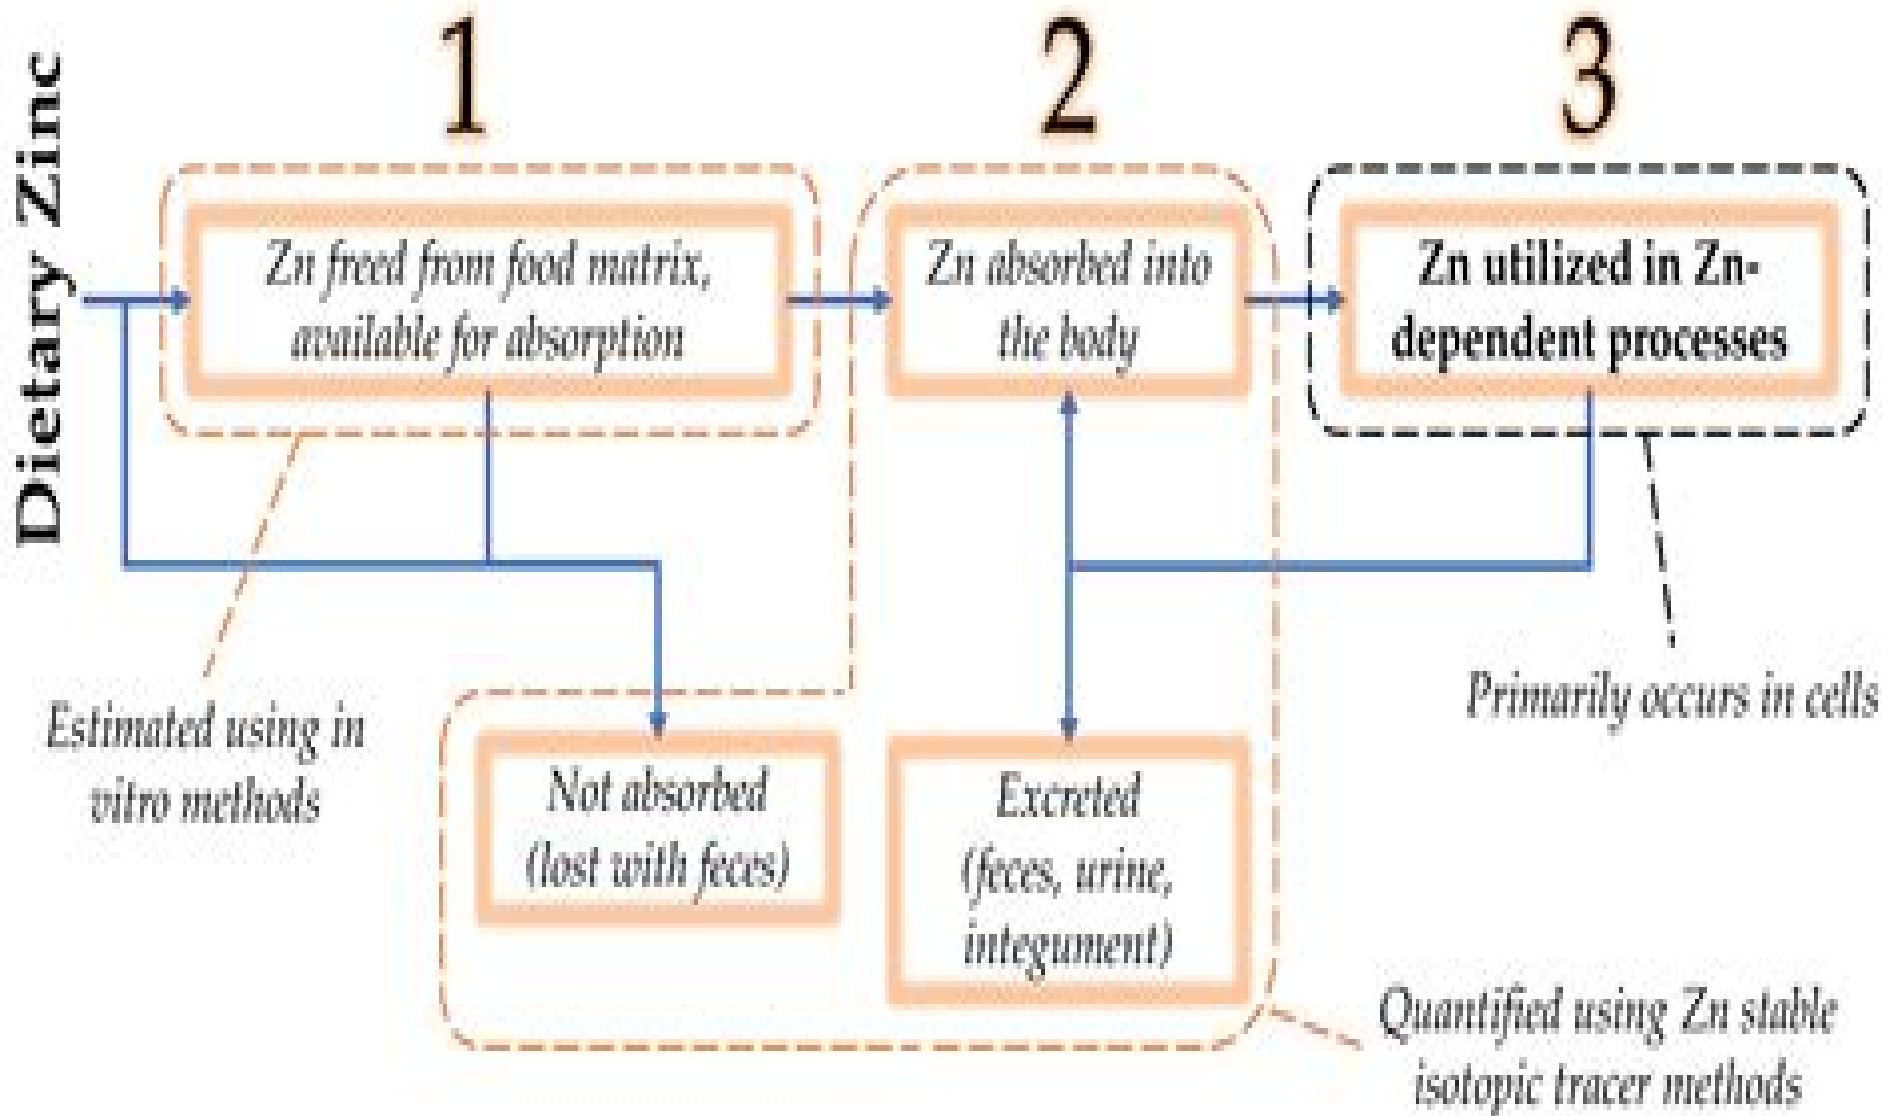 Dietary Zinc
1
2
3
Zn freed from food matrix,
available for absorption
Zn absorbed into
the body
Zn utilized in Zn-
dependent processes
Estimated using in
vitro methods
Not absorbed
(lost with feces)
Excreted
(feces, urine,
integument)
Primarily occurs in cells
Quantified using Zn stable
isotopic tracer methods